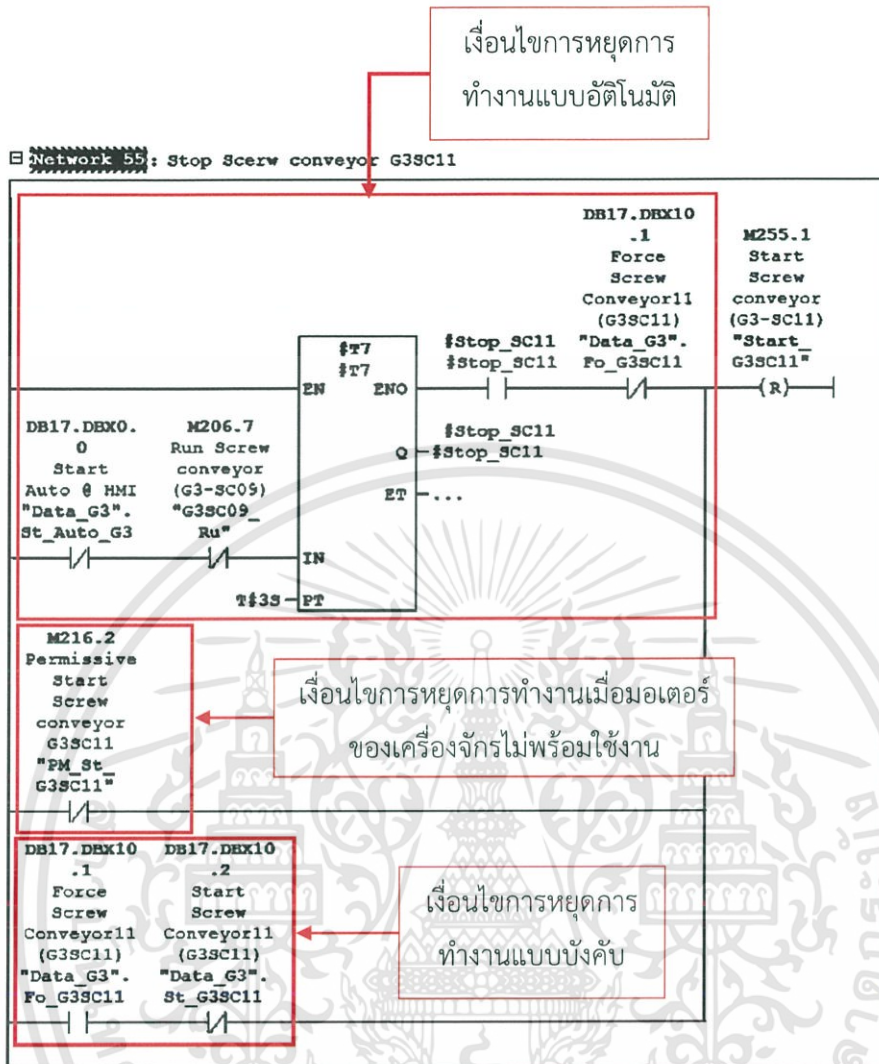 เงื่อนไขการหยุดการ
ทำงานแบบอัติโนมัติ
Network 55: Stop Scerw conveyor G3SC11
DB17.DBX10
.1
Force
Screw
Conveyor11
(G3SC11)
"Data_G3".
Fo_G3SC11
M255.1
Start
Screw
conveyor
(G3-SC11)
"Start_
G3SC11"
(R)
#T7
#T7
EN ENO
#Stop_SC11
#Stop_SC11
Q
#Stop_SC11
#Stop_SC11
ET ...
DB17.DBX0.
0
Start
Auto @ HMI
"Data_G3".
St_Auto_G3
M206.7
Run Screw
conveyor
(G3-SC09)
"G3SC09_
Ru"
IN
T#3S PT
M216.2
Permissive
Start
Screw
conveyor
G3SC11
"PM_St_
G3SC11"
เงื่อนไขการหยุดการทำงานเมื่อมอเตอร์
ของเครื่องจักรไม่พร้อมใช้งาน
DB17.DBX10
.1
Force
Screw
Conveyor11
(G3SC11)
"Data_G3".
Fo_G3SC11
DB17.DBX10
.2
Start
Screw
Conveyor11
(G3SC11)
"Data_G3".
St_G3SC11
เงื่อนไขการหยุดการ
ทำงานแบบบังคับ